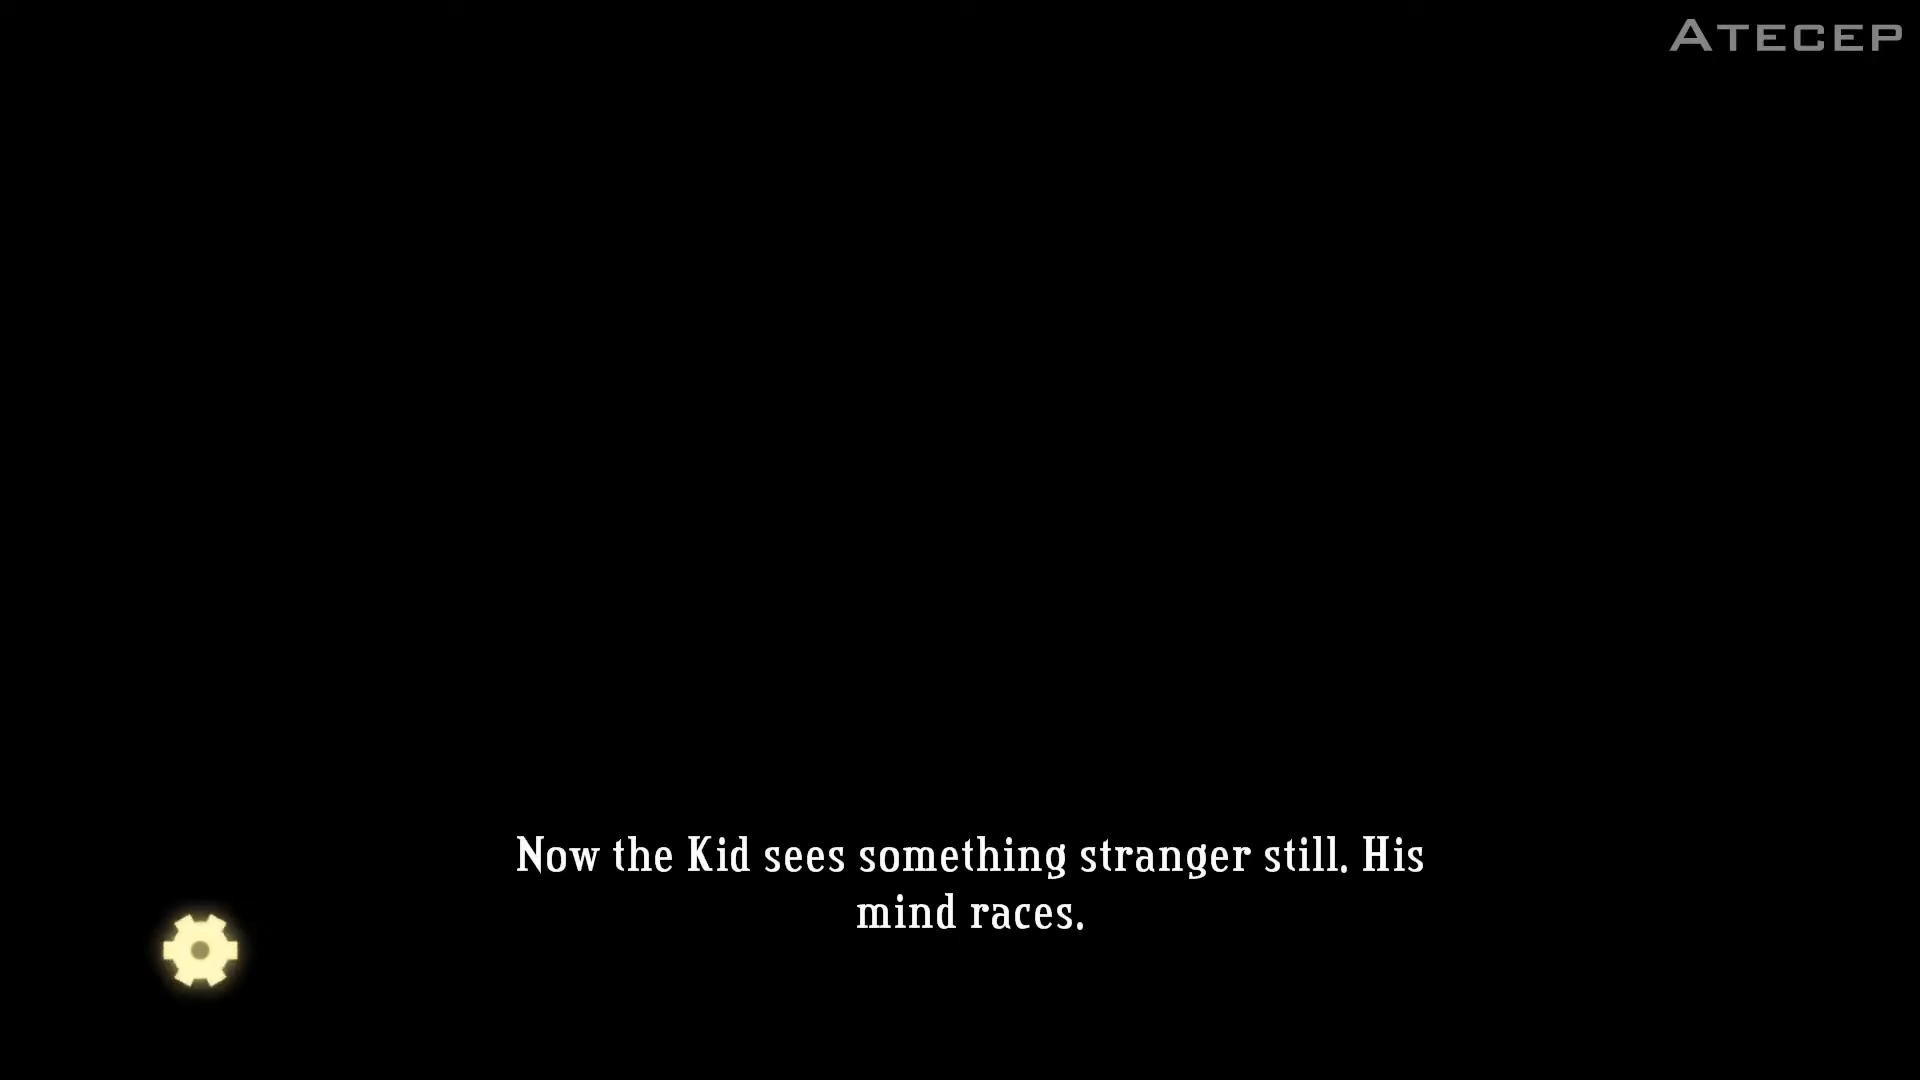 ATECEP
Now the Kid sees something stranger still. His
mind races.